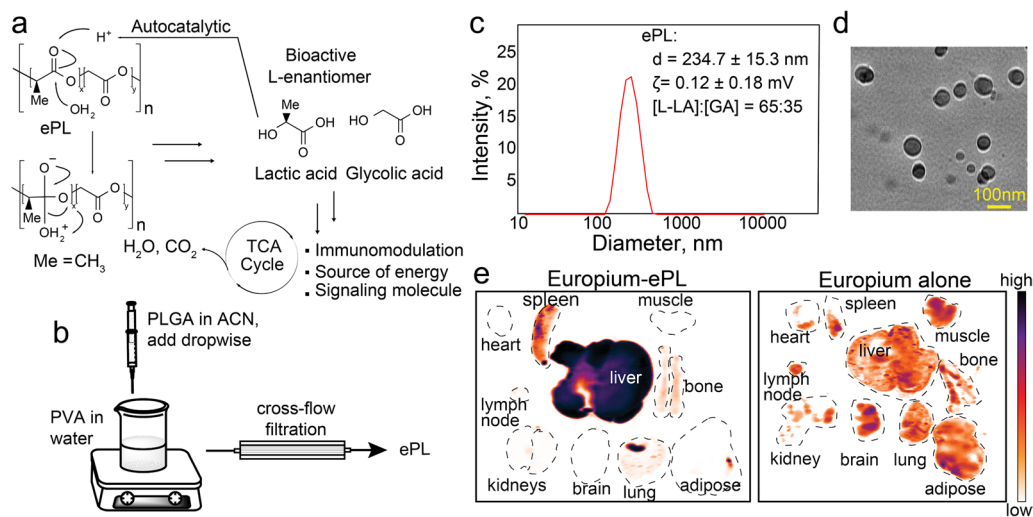 a
H⁺
Autocatalytic
O
O
O
O
x
y
n
Me
OH₂
ePL
Bioactive
L-enantiomer
Me
O
HO
OH
O
HO
OH
Lactic acid
Glycolic acid
O⁻
O
O
O
x
y
n
Me
OH₂⁺
Me =CH₃
H₂O, CO₂
TCA
Cycle
▪ Immunomodulation
▪ Source of energy
▪ Signaling molecule
b
PLGA in ACN,
add dropwise
PVA in
water
cross-flow
filtration
ePL
c
Intensity, %
25
20
15
10
5
10
100
1000
10000
Diameter, nm
ePL:
d = 234.7 ± 15.3 nm
ζ= 0.12 ± 0.18 mV
[L-LA]:[GA] = 65:35
d
100nm
e
Europium-ePL
spleen
muscle
heart
liver
bone
lymph
node
kidneys
brain
lung
adipose
Europium alone
spleen
heart
muscle
liver
bone
lymph
node
kidney
brain
lung
adipose
high
low